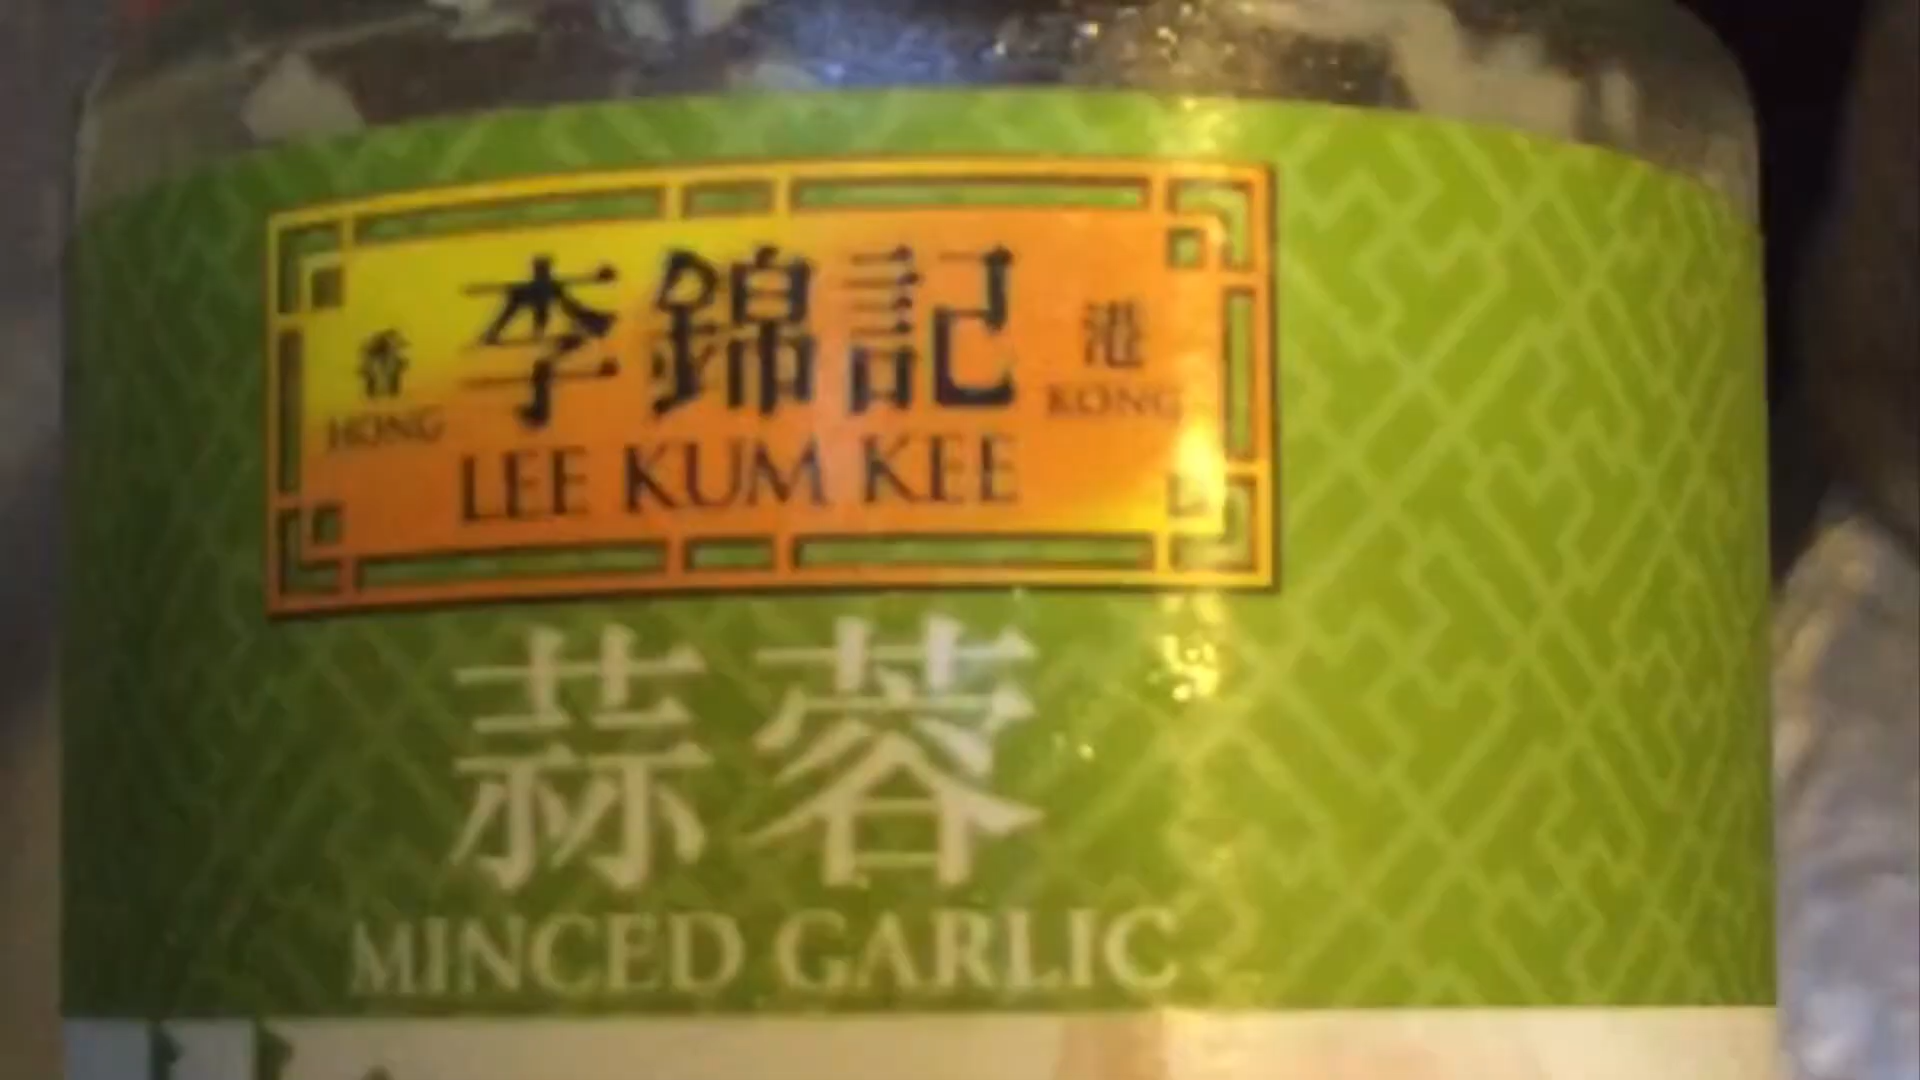 香 李錦記 港
HONG LEE KUM KEE KONG
蒜蓉
MINCED GARLIC